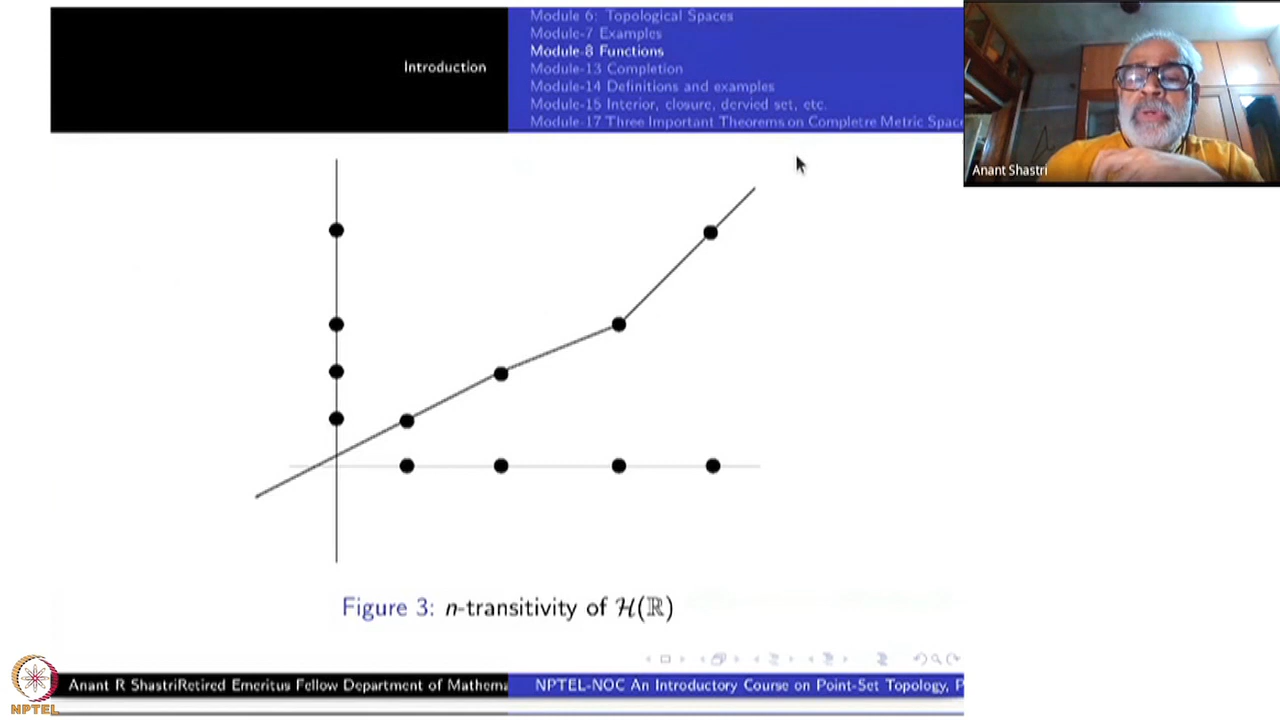 Module 6: Topological Spaces
Module-7 Examples
Module-8 Functions
Introduction
Module-13 Completion
Module-14 Definitions and examples
Module-15 Interior, closure, dervied set, etc.
Module-17 Three Important Theorems on Completre Metric Space
Anant Shastri
Figure 3: n-transitivity of ℋ(ℝ)
Anant R ShastriRetired Emeritus Fellow Department of Mathema
NPTEL-NOC An Introductory Course on Point-Set Topology, P
NPTEL